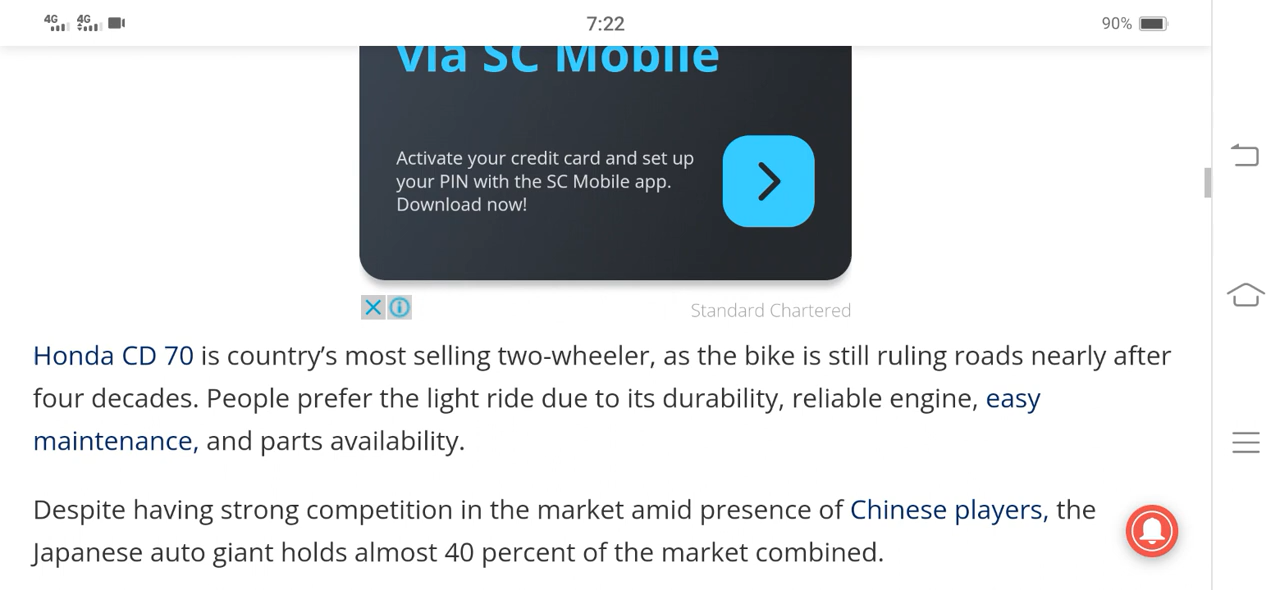 4G 4G 7:22 90%
via SC Mobile
Activate your credit card and set up
your PIN with the SC Mobile app.
Download now!
Standard Chartered
Honda CD 70 is country’s most selling two-wheeler, as the bike is still ruling roads nearly after
four decades. People prefer the light ride due to its durability, reliable engine, easy
maintenance, and parts availability.
Despite having strong competition in the market amid presence of Chinese players, the
Japanese auto giant holds almost 40 percent of the market combined.